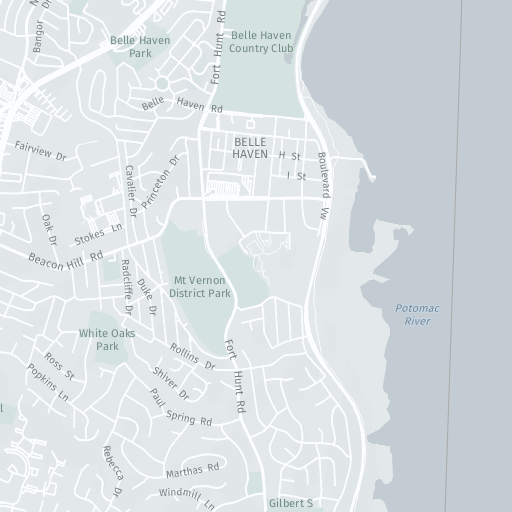 Bangor Dr
Belle Haven
Park
Fort Hunt Rd
Belle Haven
Country Club
Belle Haven Rd
BELLE
HAVEN
H St
I St
Boulevard Vw
Fairview Dr
Cavalier Dr
Princeton Dr
Oak Dr
Stokes Ln
Beacon Hill Rd
Radcliffe Dr
Duke Dr
Mt Vernon
District Park
Potomac
River
White Oaks
Park
Ross St
Popkins Ln
Rollins Dr
Shiver Dr
Fort Hunt Rd
Paul Spring Rd
Rebecca Dr
Marthas Rd
Windmill Ln
Gilbert S